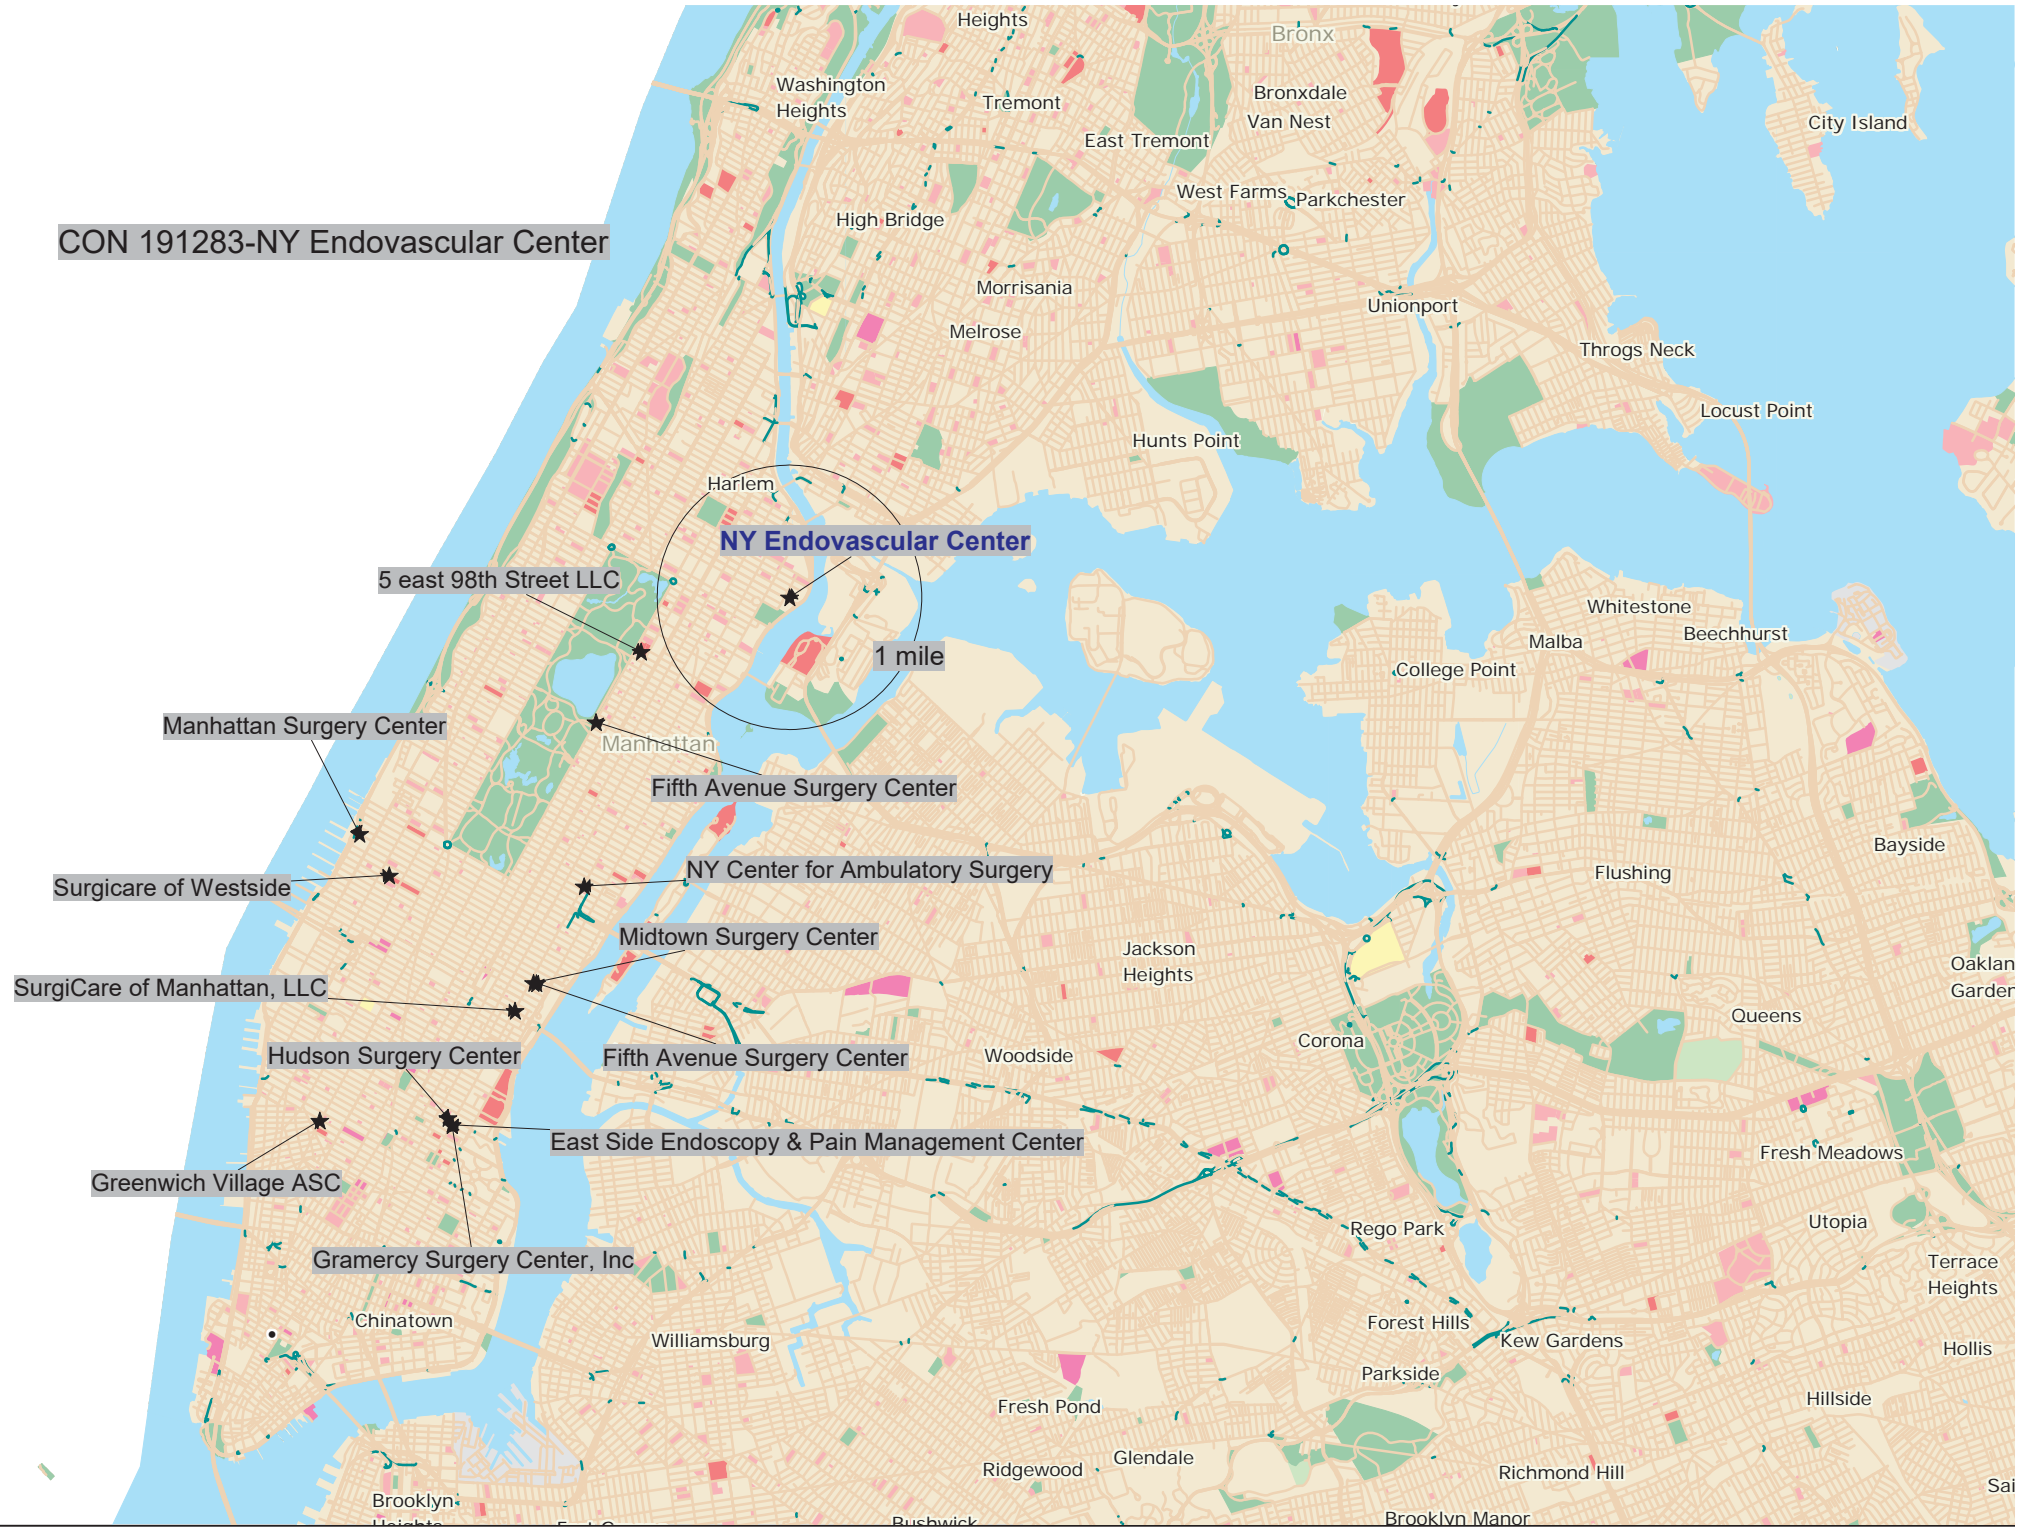 Heights
Bronx
Washington
Heights
Tremont
Bronxdale
Van Nest
City Island
East Tremont
West Farms
Parkchester
High Bridge
CON 191283-NY Endovascular Center
Morrisania
Unionport
Melrose
Throgs Neck
Locust Point
Hunts Point
Harlem
NY Endovascular Center
5 east 98th Street LLC
Whitestone
Beechhurst
Malba
1 mile
College Point
Manhattan Surgery Center
Manhattan
Fifth Avenue Surgery Center
Bayside
NY Center for Ambulatory Surgery
Flushing
Surgicare of Westside
Midtown Surgery Center
Jackson
Heights
Oaklan
Garden
SurgiCare of Manhattan, LLC
Queens
Corona
Hudson Surgery Center
Fifth Avenue Surgery Center
Woodside
East Side Endoscopy & Pain Management Center
Fresh Meadows
Greenwich Village ASC
Utopia
Rego Park
Gramercy Surgery Center, Inc
Terrace
Heights
Chinatown
Forest Hills
Williamsburg
Kew Gardens
Hollis
Parkside
Hillside
Fresh Pond
Glendale
Ridgewood
Richmond Hill
Sai
Brooklyn
Heights
Bushwick
Brooklyn Manor